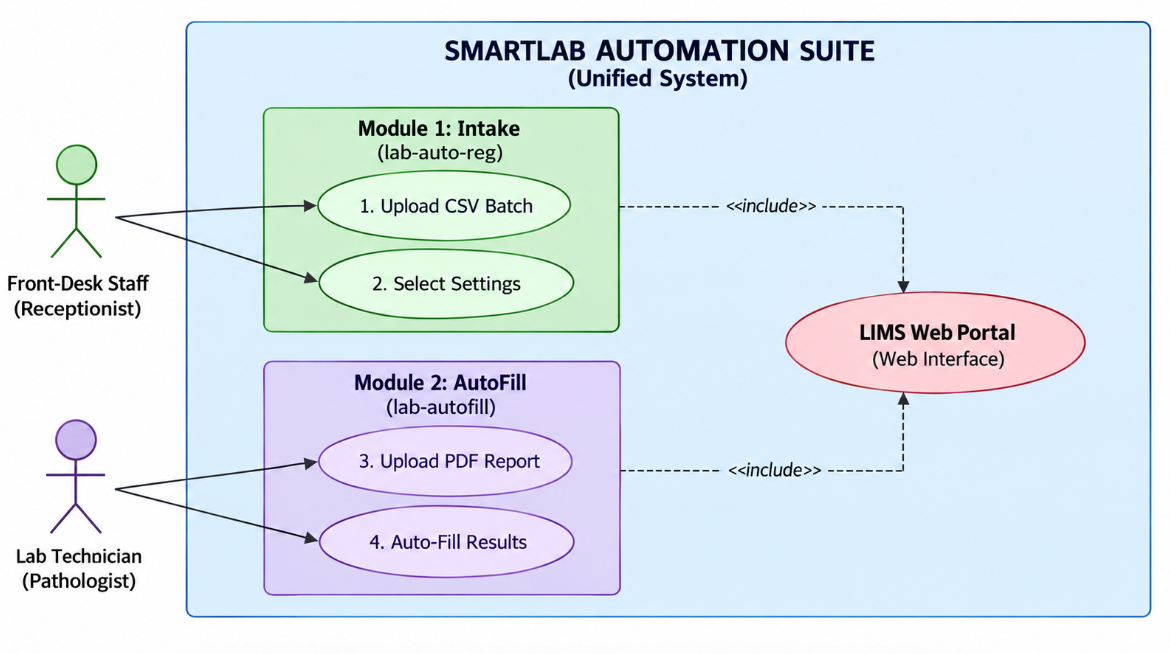 SMARTLAB AUTOMATION SUITE
(Unified System)
Module 1: Intake
(lab-auto-reg)
1. Upload CSV Batch
<<include>>
2. Select Settings
Front-Desk Staff
(Receptionist)
LIMS Web Portal
(Web Interface)
Module 2: AutoFill
(lab-autofill)
3. Upload PDF Report
<<include>>
4. Auto-Fill Results
Lab Technician
(Pathologist)